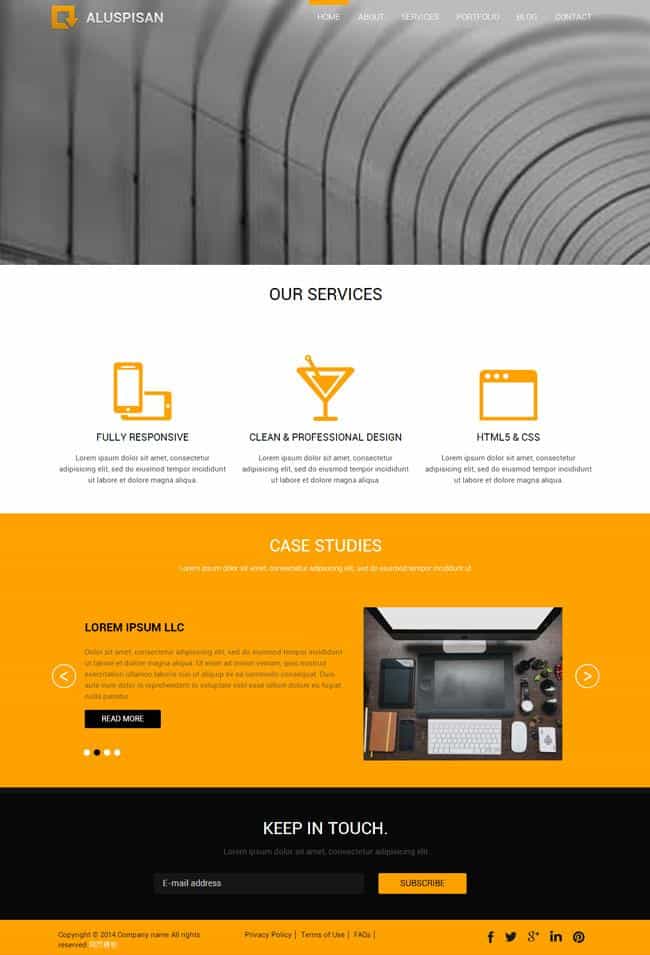 ALUSPISAN
HOME ABOUT SERVICES PORTFOLIO BLOG CONTACT
OUR SERVICES
FULLY RESPONSIVE
Lorem ipsum dolor sit amet, consectetur
adipisicing elit, sed do eiusmod tempor incididunt
ut labore et dolore magna aliqua.
CLEAN & PROFESSIONAL DESIGN
Lorem ipsum dolor sit amet, consectetur
adipisicing elit, sed do eiusmod tempor incididunt
ut labore et dolore magna aliqua.
HTML5 & CSS
Lorem ipsum dolor sit amet, consectetur
adipisicing elit, sed do eiusmod tempor incididunt
ut labore et dolore magna aliqua.
CASE STUDIES
Lorem ipsum dolor sit amet, consectetur adipisicing elit, sed do eiusmod tempor incididunt ut
LOREM IPSUM LLC
Dolor sit amet, consectetur adipisicing elit, sed do eiusmod tempor incididunt
ut labore et dolore magna aliqua. Ut enim ad minim veniam, quis nostrud
exercitation ullamco laboris nisi ut aliquip ex ea commodo consequat. Duis
aute irure dolor in reprehenderit in voluptate velit esse cillum dolore eu fugiat
nulla pariatur.
READ MORE
KEEP IN TOUCH.
Lorem ipsum dolor sit amet, consectetur adipisicing elit
E-mail address
SUBSCRIBE
Copyright © 2014.Company name All rights
reserved.
Privacy Policy | Terms of Use | FAQs |